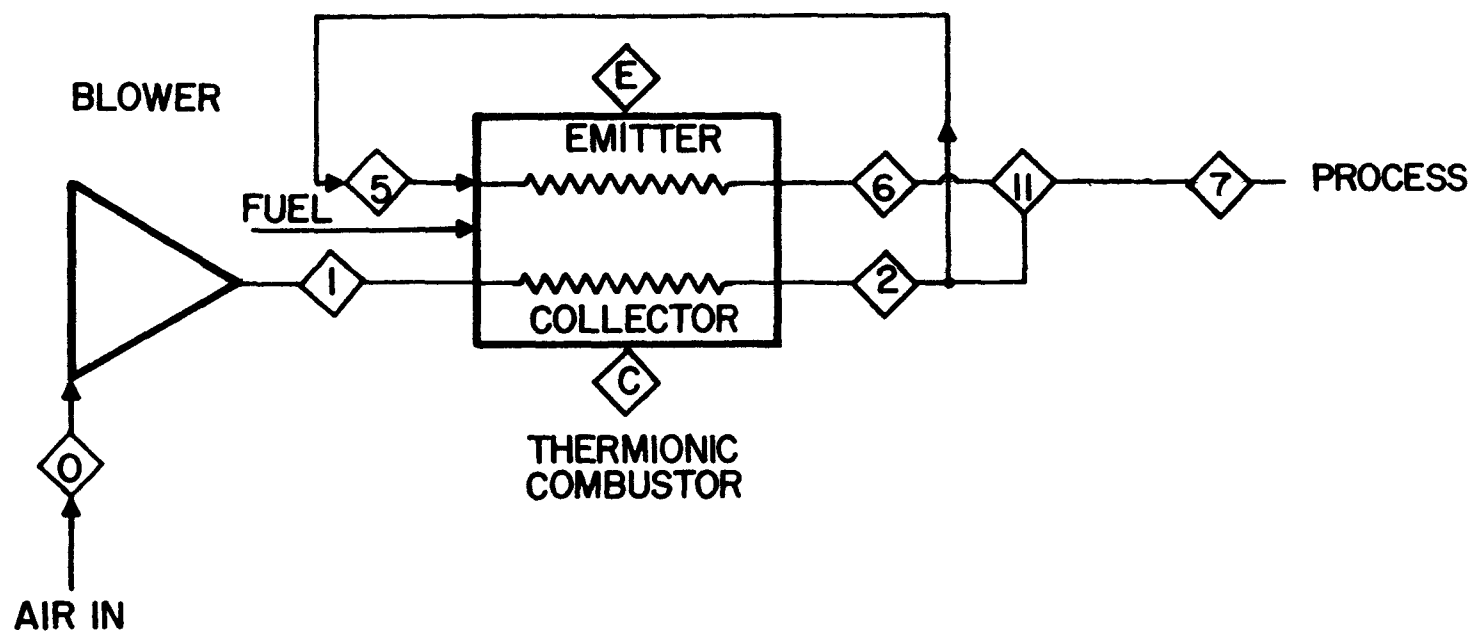 BLOWER
E
EMITTER
5
6
11
7
PROCESS
FUEL
1
2
COLLECTOR
C
0
THERMIONIC
COMBUSTOR
AIR IN